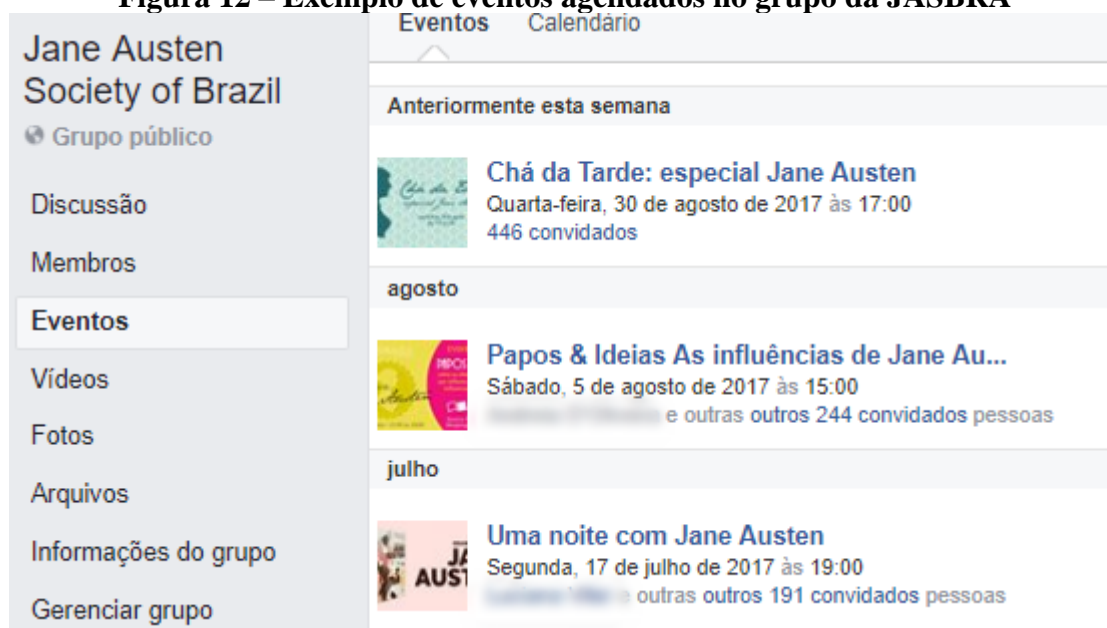 Figura 12 – Exemplo de eventos agendados no grupo da JASBRA
Jane Austen
Society of Brazil
Grupo público
Discussão
Membros
Eventos
Vídeos
Fotos
Arquivos
Informações do grupo
Gerenciar grupo
Eventos Calendário
Anteriormente esta semana
Chá da Tarde: especial Jane Austen
Quarta-feira, 30 de agosto de 2017 às 17:00
446 convidados
agosto
Papos & Ideias As influências de Jane Au...
Sábado, 5 de agosto de 2017 às 15:00
e outras outros 244 convidados pessoas
julho
Uma noite com Jane Austen
Segunda, 17 de julho de 2017 às 19:00
outras outros 191 convidados pessoas